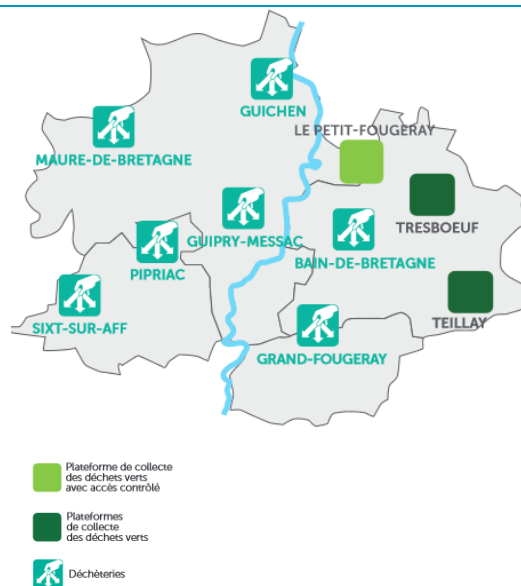 GUICHEN
LE PETIT-FOUGERAY
MAURE-DE-BRETAGNE
TRESBOEUF
GUIPRY-MESSAC
BAIN-DE-BRETAGNE
PIPRIAC
SIXT-SUR-AFF
TEILLAY
GRAND-FOUGERAY
Plateforme de collecte
des déchets verts
avec accès contrôlé
Plateformes
de collecte
des déchets verts
Déchèteries